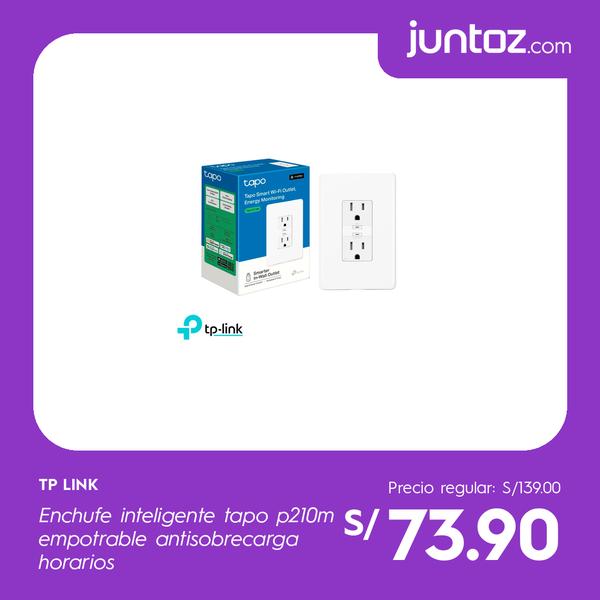 juntoz.com
tapo
tapo
Tapo Smart Wi-Fi Outlet,
Energy Monitoring
Smarter
In-Wall Outlet
tp-link
TP LINK
Enchufe inteligente tapo p210m
empotrable antisobrecarga
horarios
Precio regular: S/139.00
S/73.90